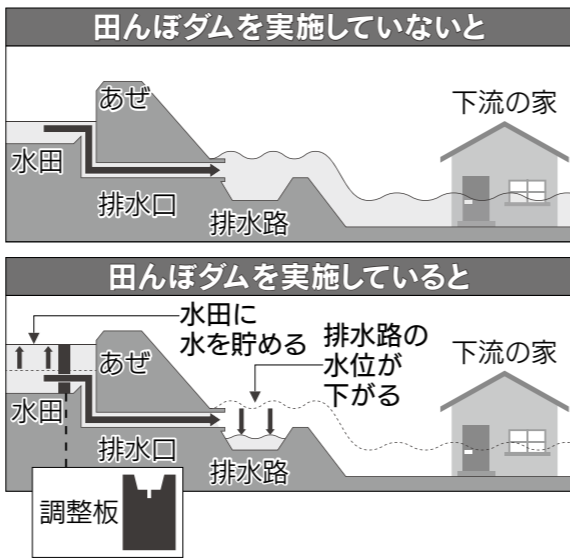 田んぼダムを実施していないと
あぜ
下流の家
水田
排水口
排水路
田んぼダムを実施していると
水田に
水を貯める
排水路の
水位が
下がる
あぜ
下流の家
水田
排水口
排水路
調整板